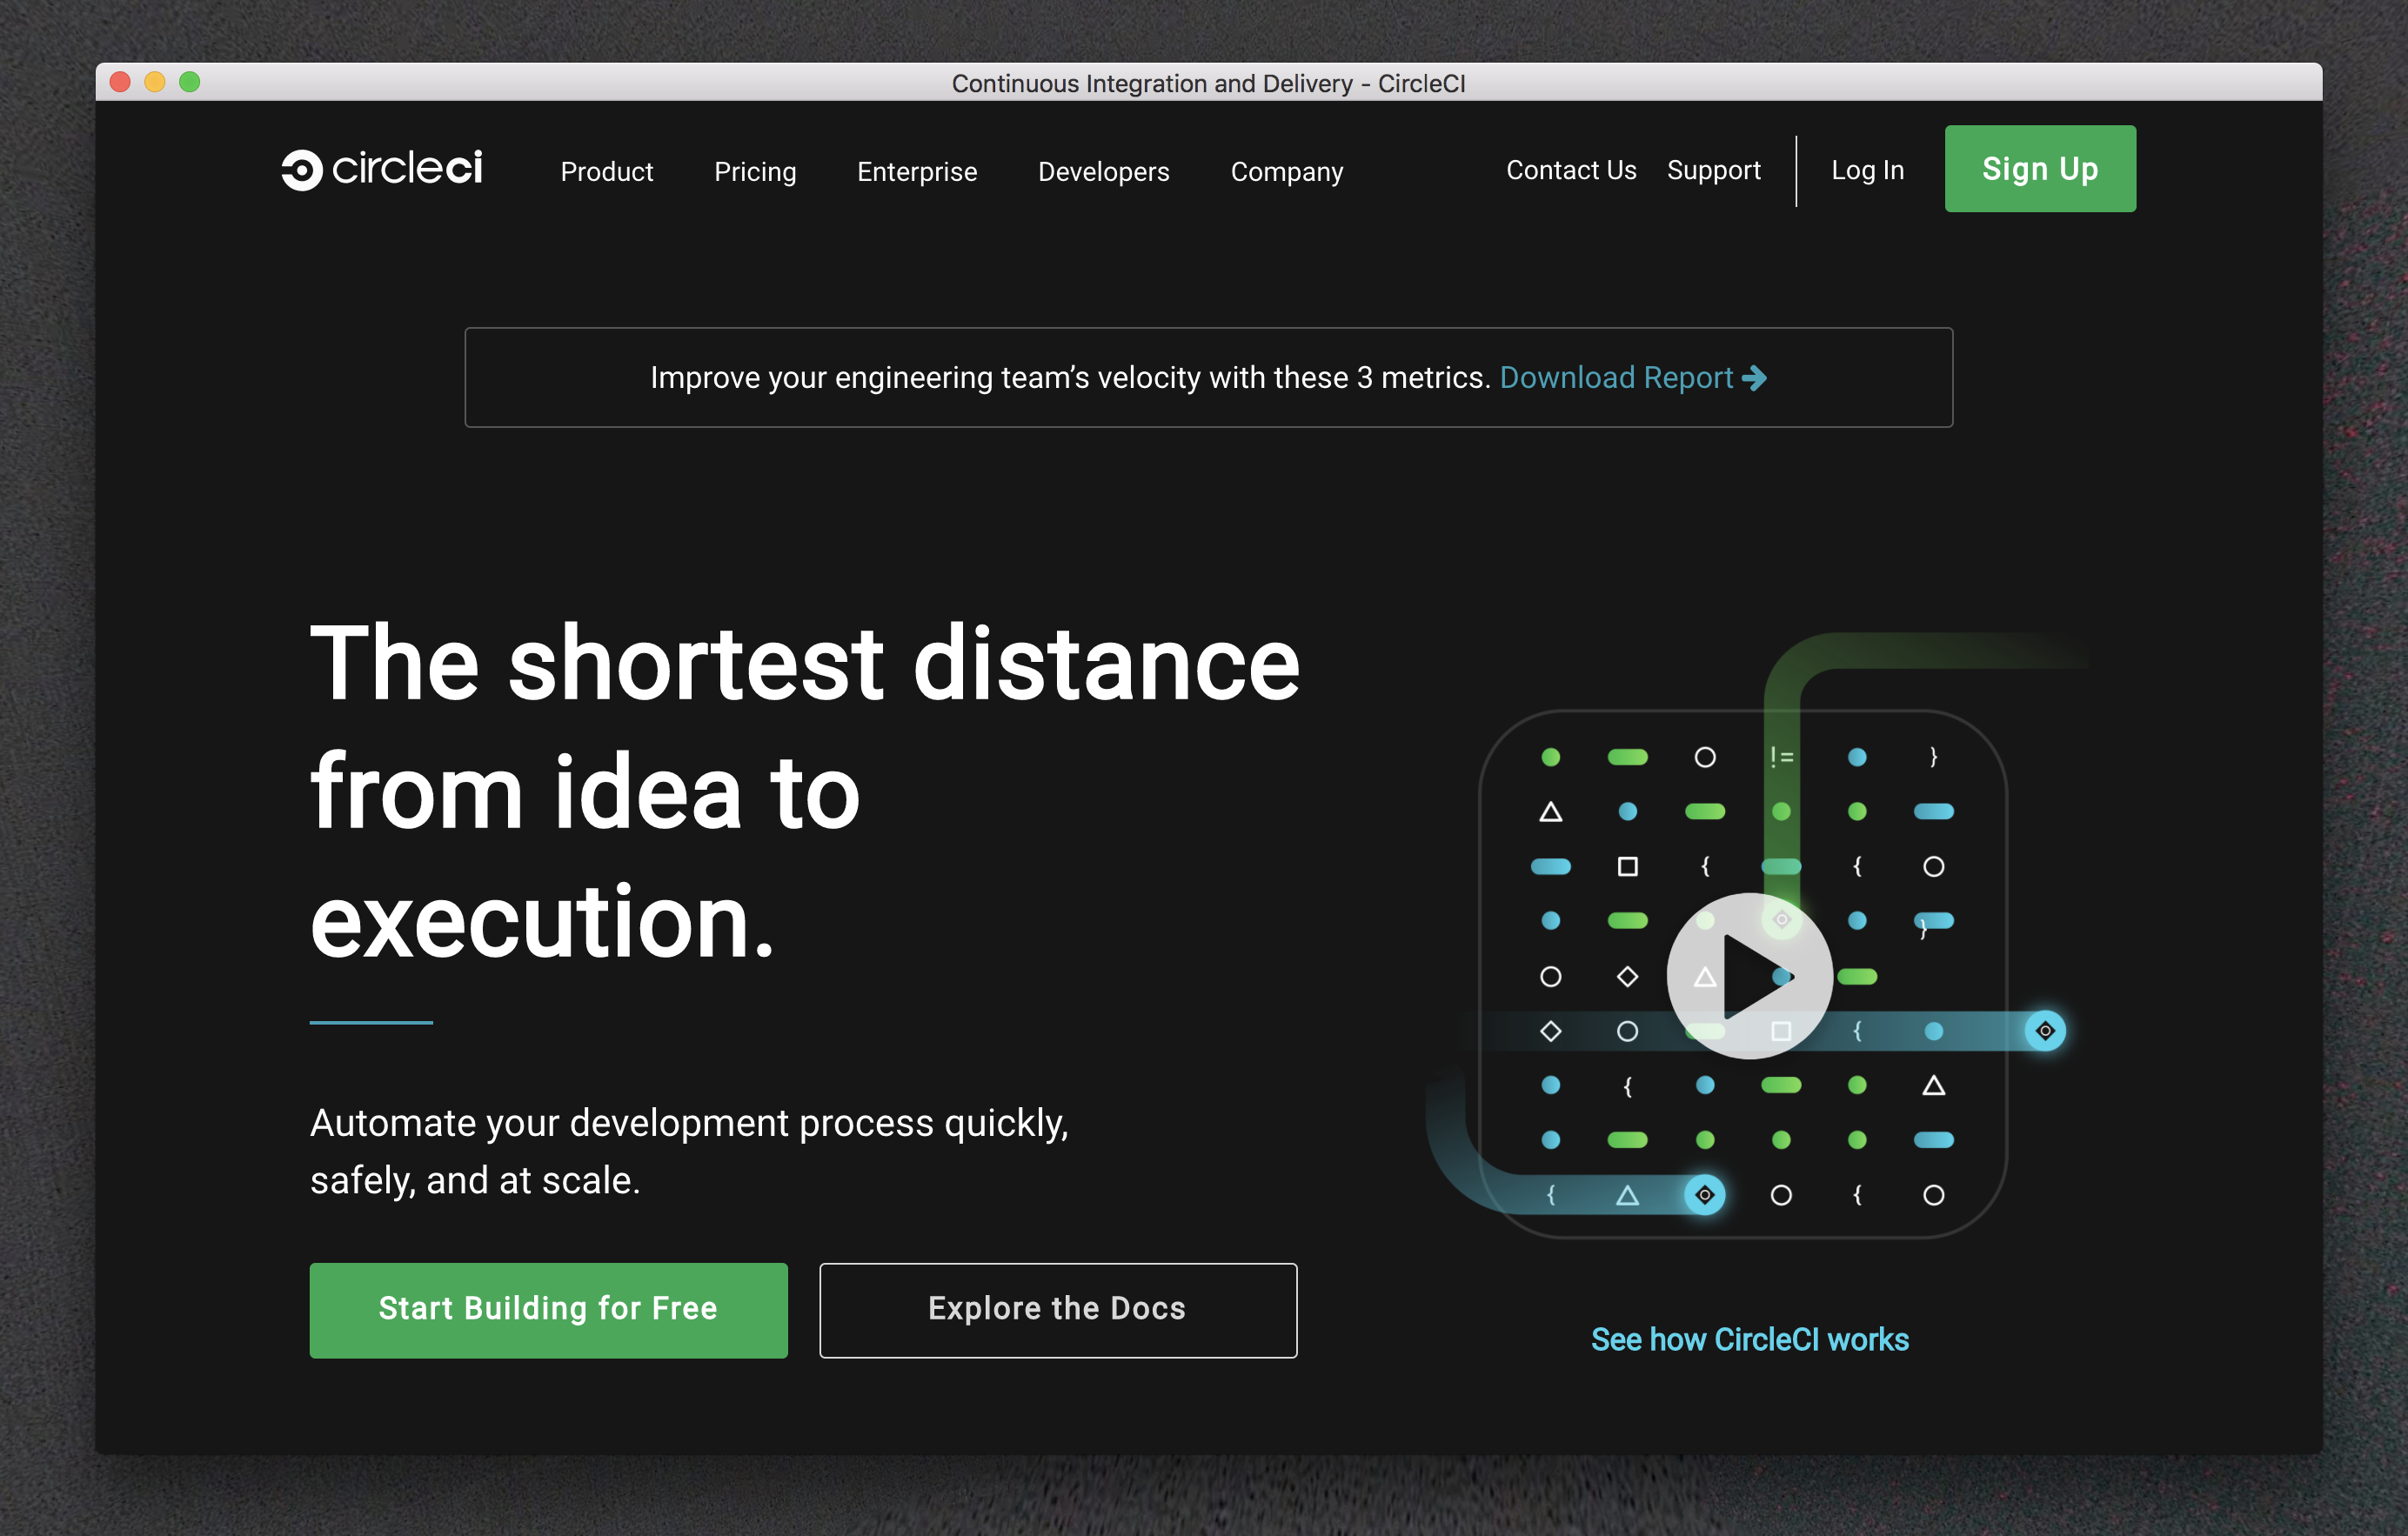 Continuous Integration and Delivery - CircleCI
circleci
Product Pricing Enterprise Developers Company Contact Us Support Log In Sign Up
Improve your engineering team’s velocity with these 3 metrics. Download Report
The shortest distance
from idea to
execution.
Automate your development process quickly,
safely, and at scale.
Start Building for Free
Explore the Docs
!= }
{ {
}
{
{
{ {
See how CircleCI works